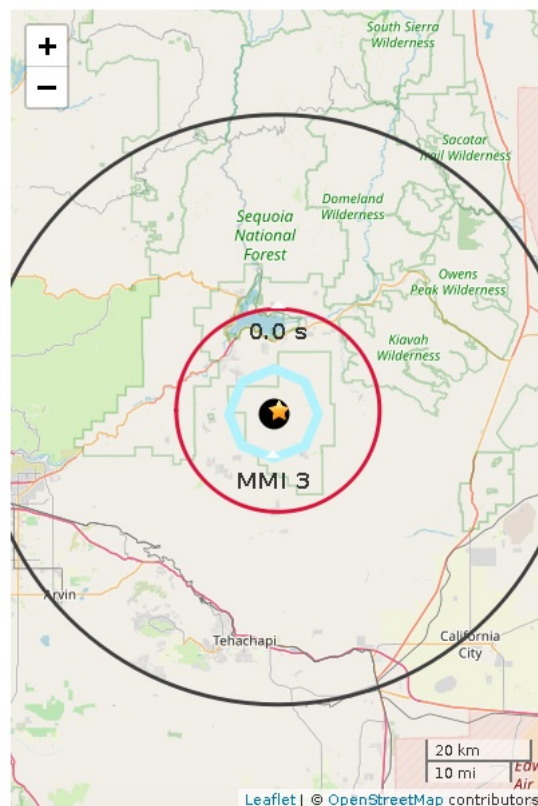 +
−
South Sierra
Wilderness
Sacatar
Trail Wilderness
Domeland
Wilderness
Sequoia
National
Forest
Owens
Peak Wilderness
0.0 s
Kiavah
Wilderness
MMI 3
Arvin
Tehachapi
California
City
20 km
10 mi
Edw
Air
Leaflet | © OpenStreetMap contributors